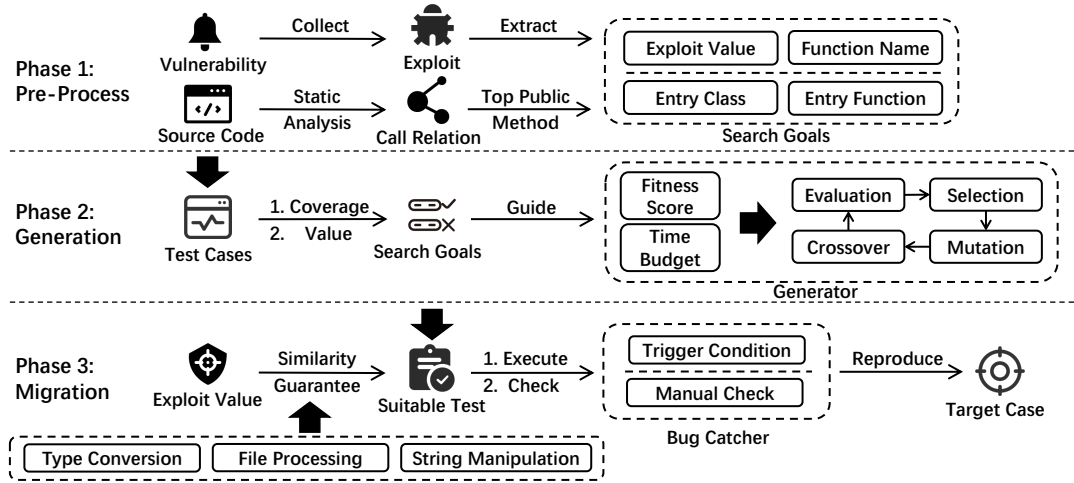 Phase 1:
Pre-Process
Vulnerability
Collect
Exploit
Extract
Exploit Value
Function Name
Entry Class
Entry Function
Search Goals
</>
Source Code
Static
Analysis
Call Relation
Top Public
Method
Phase 2:
Generation
Test Cases
1. Coverage
2. Value
Search Goals
Guide
Fitness
Score
Time
Budget
Evaluation
Selection
Crossover
Mutation
Generator
Phase 3:
Migration
Exploit Value
Similarity
Guarantee
Suitable Test
1. Execute
2. Check
Trigger Condition
Manual Check
Bug Catcher
Reproduce
Target Case
Type Conversion
File Processing
String Manipulation